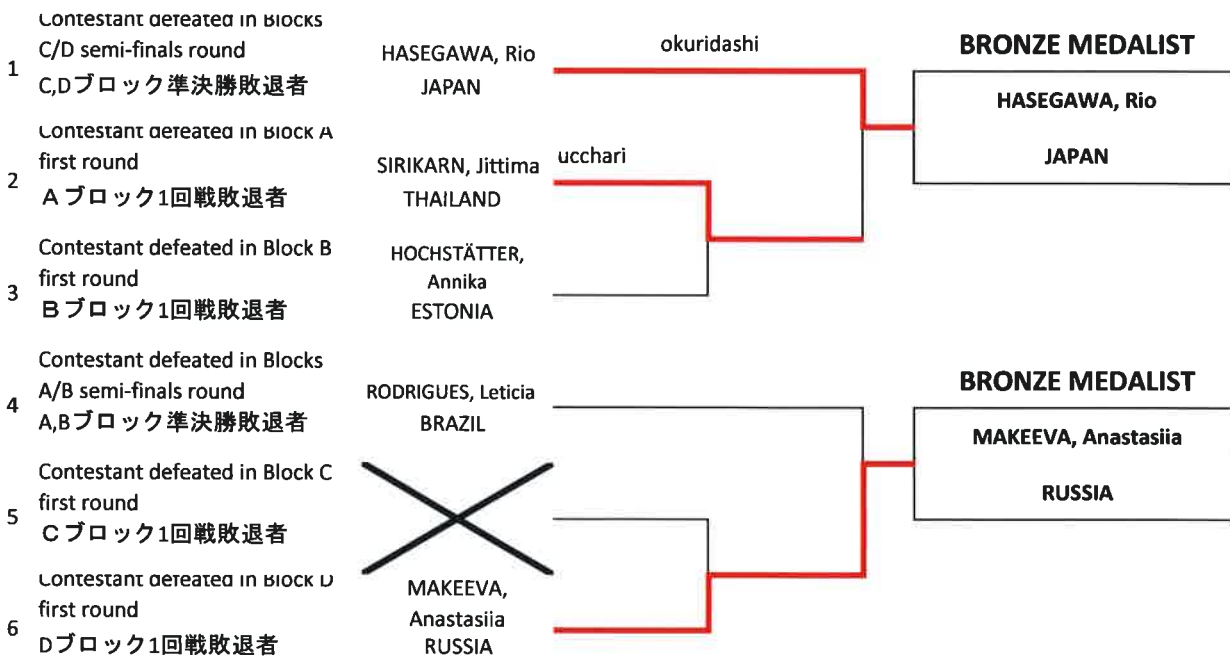 Contestant defeated in Blocks
C/D semi-finals round
1
C,Dブロック準決勝敗退者
HASEGAWA, Rio
JAPAN
okuridashi
BRONZE MEDALIST
HASEGAWA, Rio
JAPAN
Contestant defeated in Block A
first round
2
Aブロック1回戦敗退者
SIRIKARN, Jittima
THAILAND
ucchari
Contestant defeated in Block B
first round
3
Bブロック1回戦敗退者
HOCHSTÄTTER,
Annika
ESTONIA
Contestant defeated in Blocks
A/B semi-finals round
4
A,Bブロック準決勝敗退者
RODRIGUES, Leticia
BRAZIL
BRONZE MEDALIST
MAKEEVA, Anastasiia
RUSSIA
Contestant defeated in Block C
first round
5
Cブロック1回戦敗退者
Contestant defeated in Block D
first round
6
Dブロック1回戦敗退者
MAKEEVA,
Anastasiia
RUSSIA